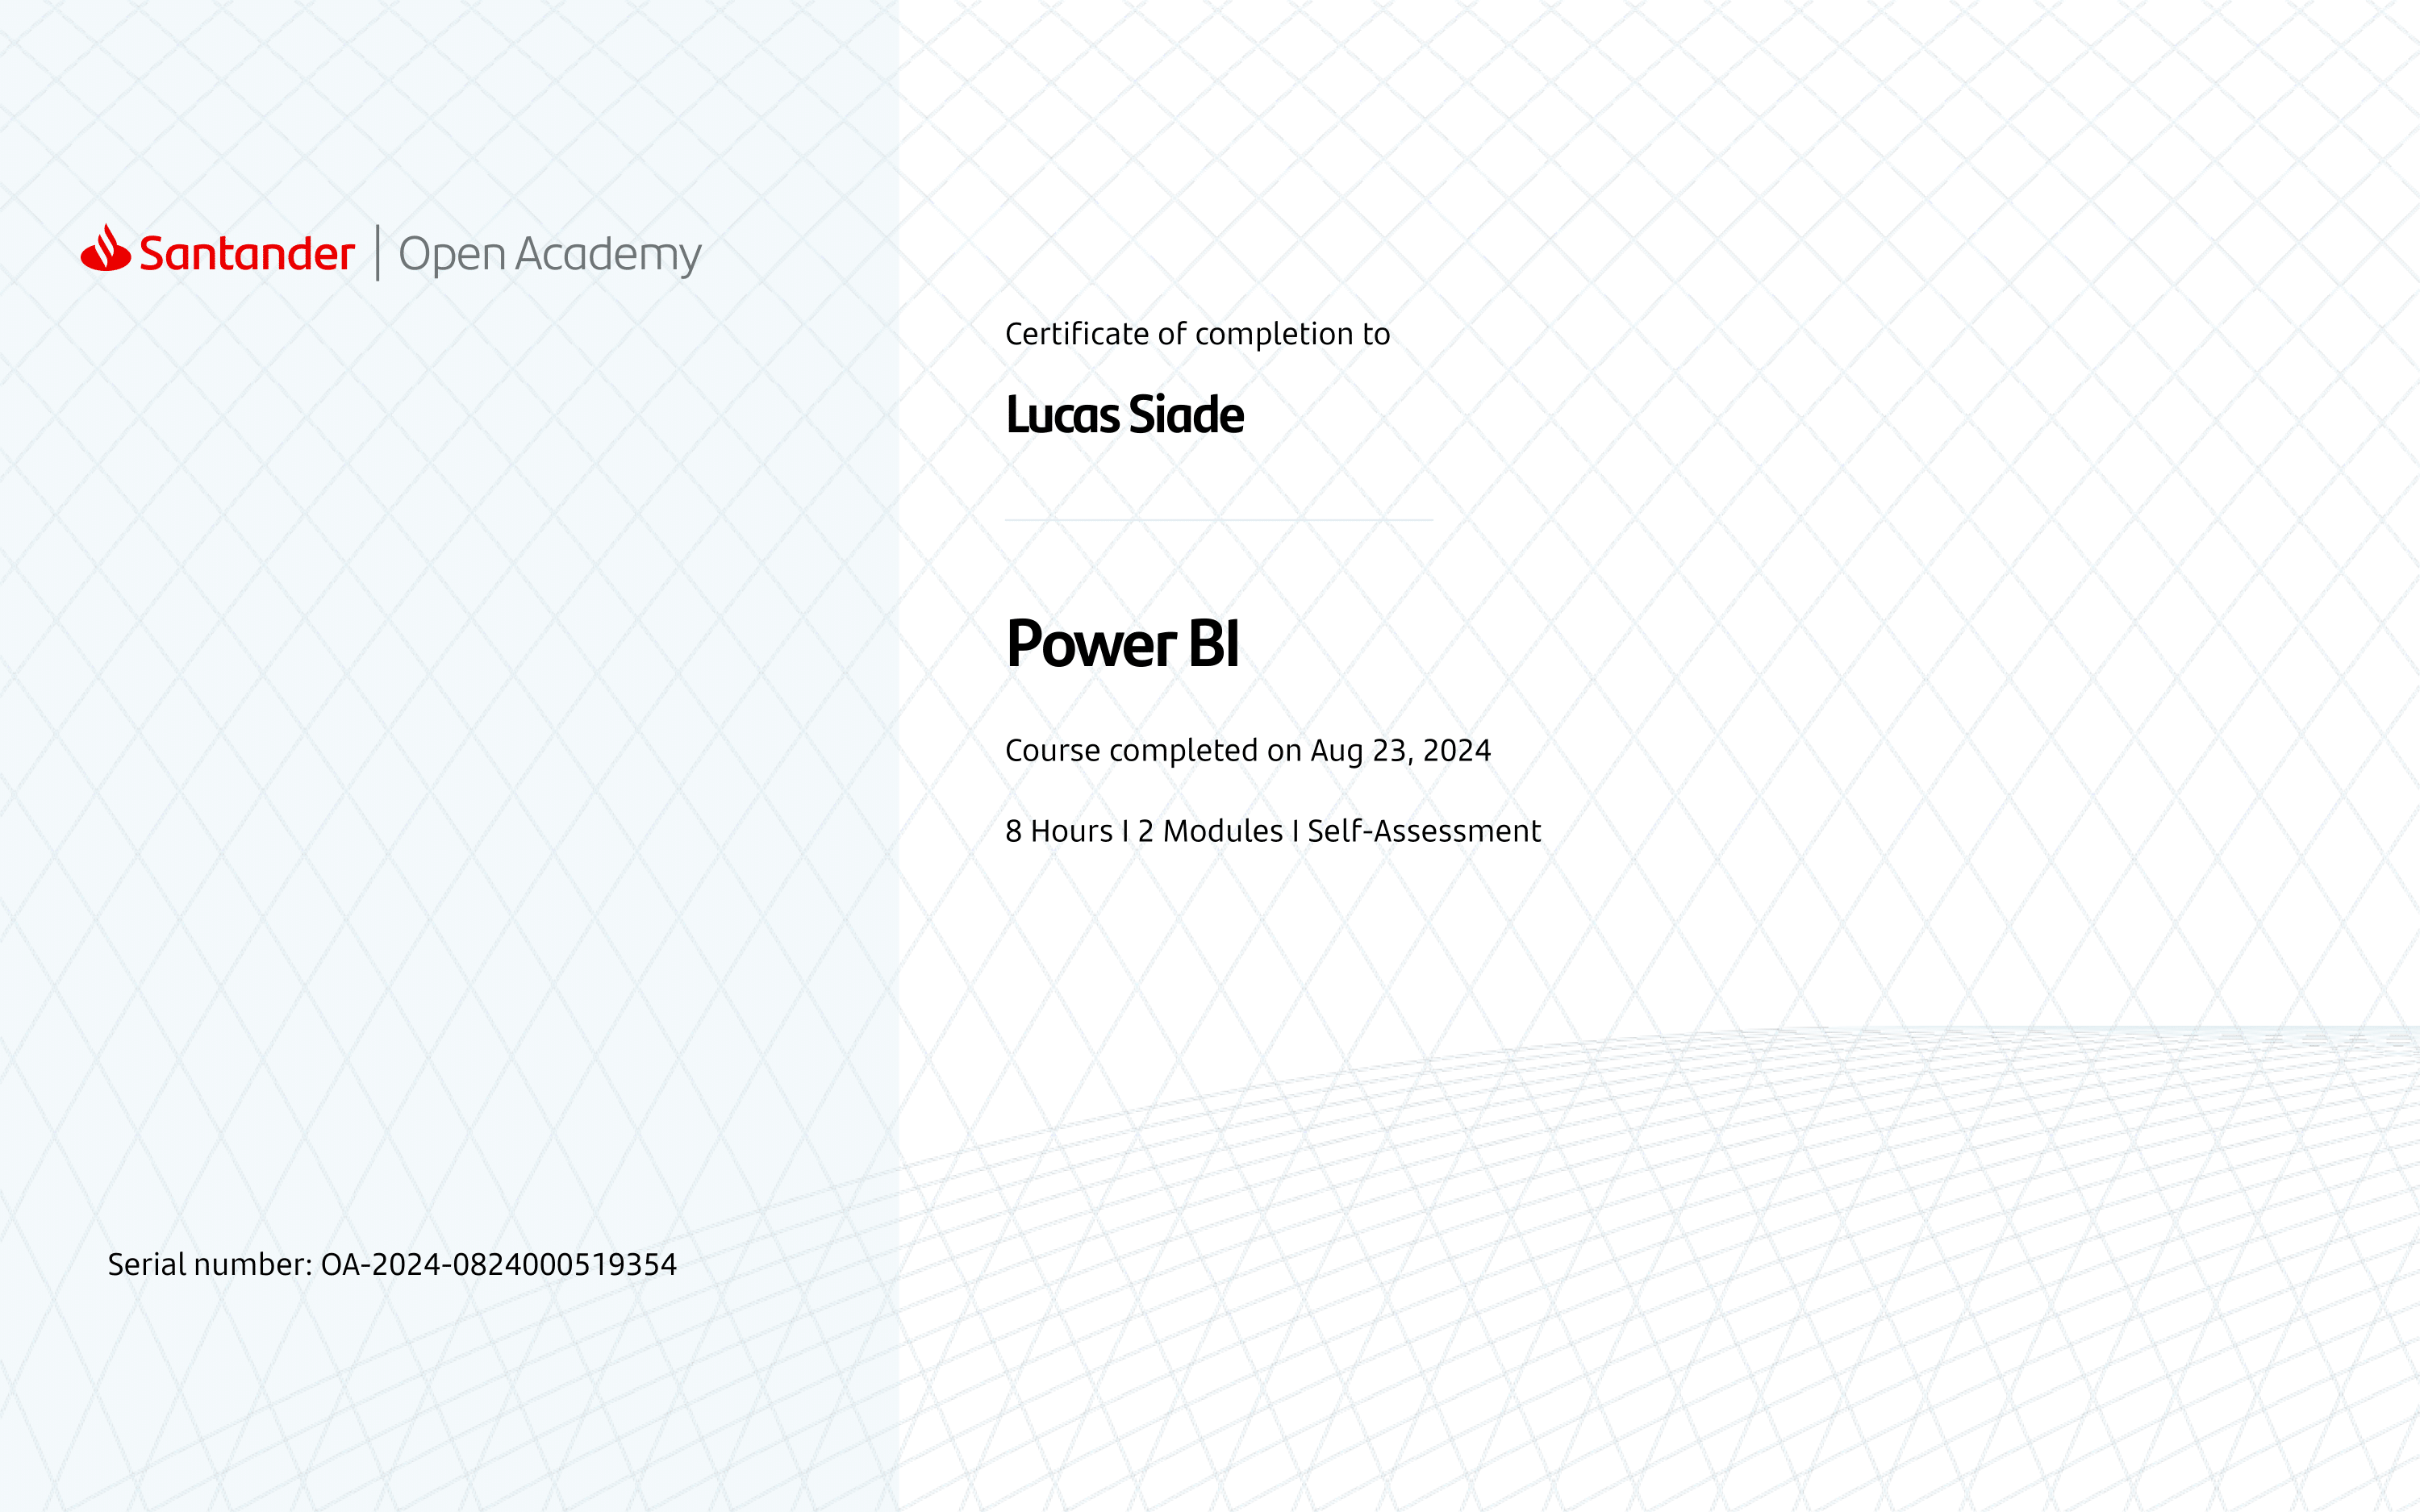 Santander | Open Academy
Certificate of completion to
Lucas Siade
Power BI
Course completed on Aug 23, 2024
8 Hours I 2 Modules I Self-Assessment
Serial number: OA-2024-0824000519354